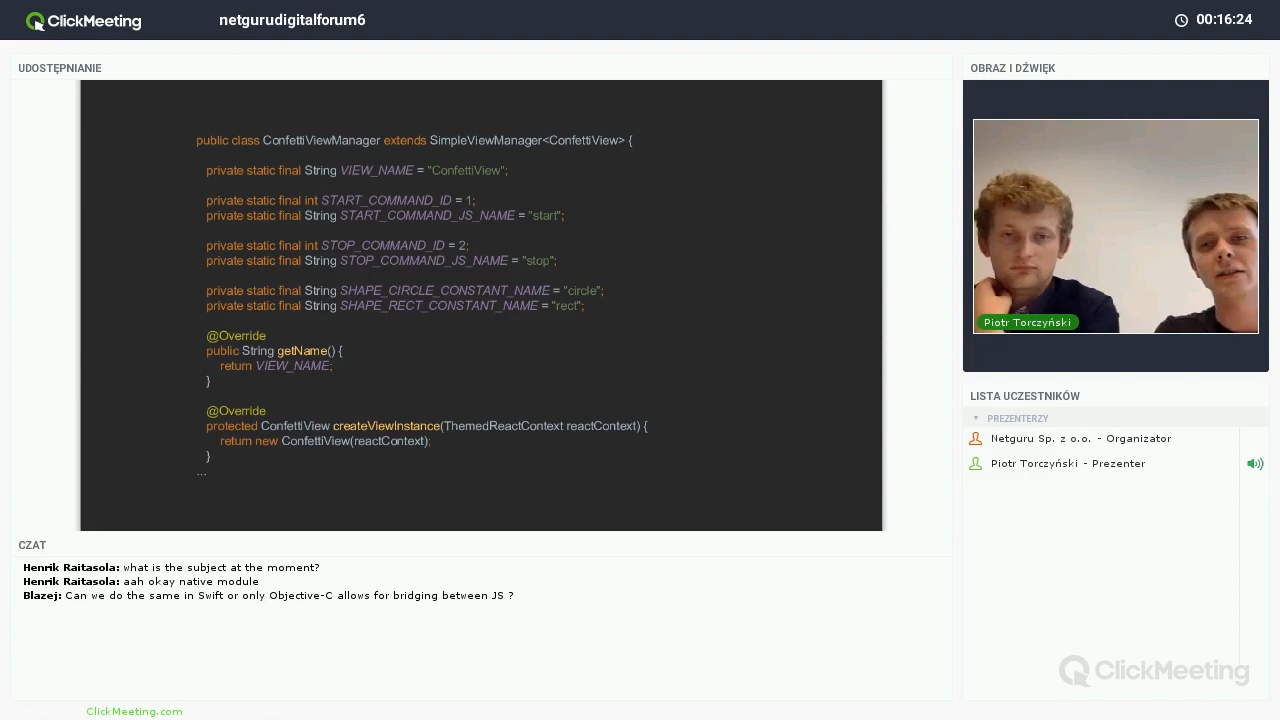 ClickMeeting
netgurudigitalforum6
00:16:24
UDOSTĘPNIANIE
public class ConfettiViewManager extends SimpleViewManager<ConfettiView> {
private static final String VIEW_NAME = "ConfettiView";
private static final int START_COMMAND_ID = 1;
private static final String START_COMMAND_JS_NAME = "start";
private static final int STOP_COMMAND_ID = 2;
private static final String STOP_COMMAND_JS_NAME = "stop";
private static final String SHAPE_CIRCLE_CONSTANT_NAME = "circle";
private static final String SHAPE_RECT_CONSTANT_NAME = "rect";
@Override
public String getName() {
return VIEW_NAME;
}
@Override
protected ConfettiView createViewInstance(ThemedReactContext reactContext) {
return new ConfettiView(reactContext);
}
...
CZAT
Henrik Raitasola: what is the subject at the moment?
Henrik Raitasola: aah okay native module
Blazej: Can we do the same in Swift or only Objective-C allows for bridging between JS ?
OBRAZ I DŹWIĘK
Piotr Torczyński
LISTA UCZESTNIKÓW
PREZENTERZY
Netguru Sp. z o.o. - Organizator
Piotr Torczyński - Prezenter
ClickMeeting
ClickMeeting.com